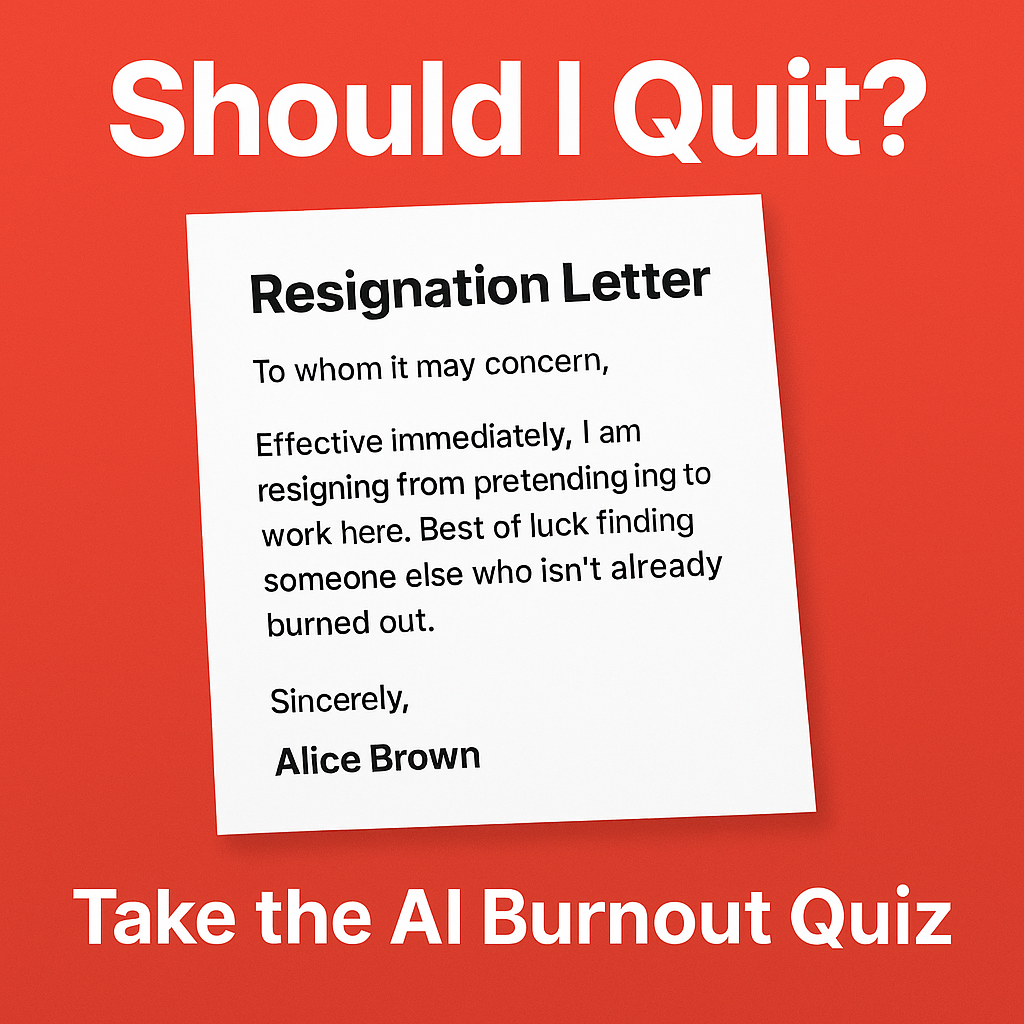 Should I Quit?
Resignation Letter
To whom it may concern,
Effective immediately, I am
resigning from pretending ing to
work here. Best of luck finding
someone else who isn't already
burned out.
Sincerely,
Alice Brown
Take the AI Burnout Quiz